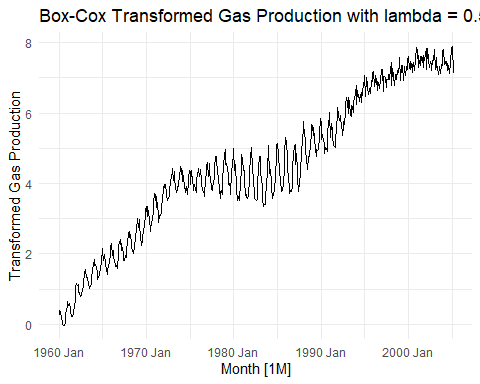 Box-Cox Transformed Gas Production with lambda = 0.5
8
6
4
2
0
Transformed Gas Production
1960 Jan 1970 Jan 1980 Jan 1990 Jan 2000 Jan
Month [1M]